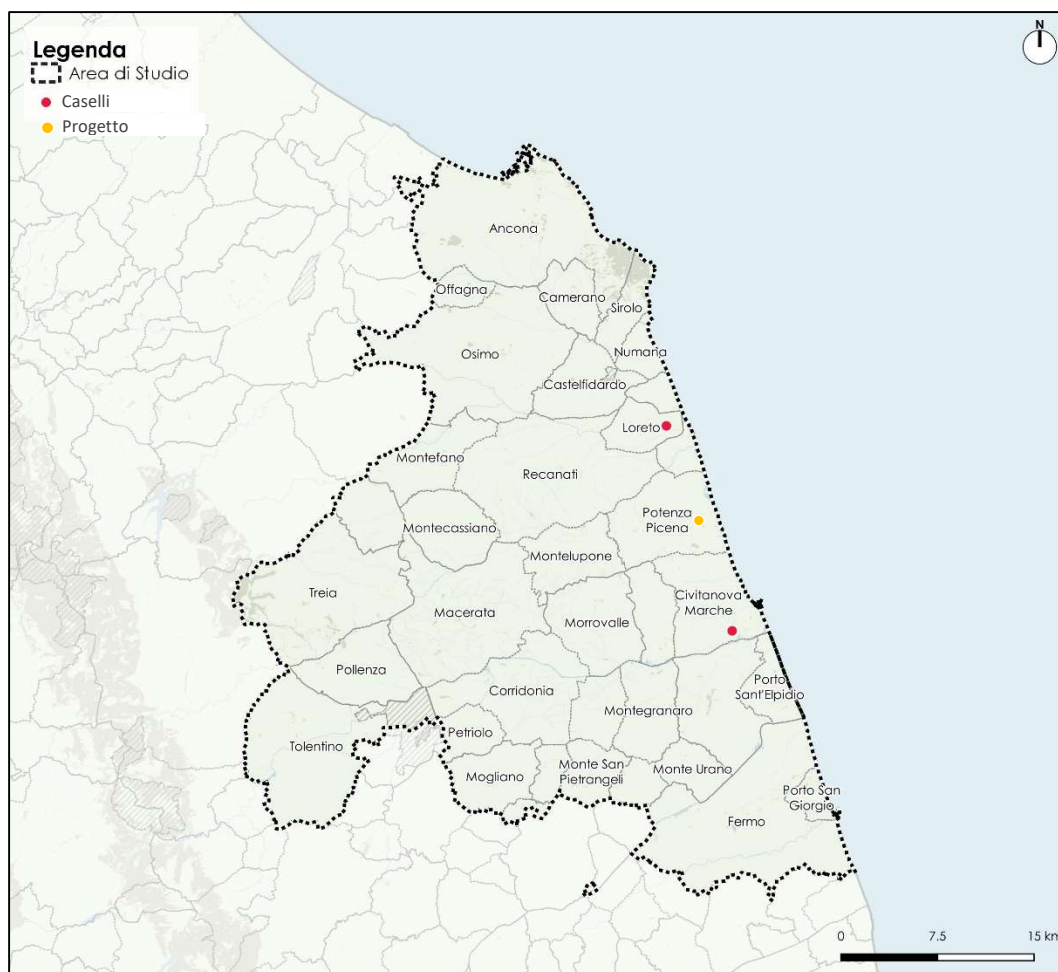 N
Legenda
Area di Studio
Caselli
Progetto
Ancona
Offagna
Camerano
Sirolo
Osimo
Numana
Castelfidardo
Loreto
Montefano
Recanati
Potenza
Picena
Montecassiano
Montelupone
Treia
Civitanova
Marche
Macerata
Morrovalle
Pollenza
Corridonia
Porto
Sant'Elpidio
Montegranaro
Petriolo
Tolentino
Monte San
Pietrangeli
Monte Urano
Mogliano
Porto San
Giorgio
Fermo
0 7.5 15 km